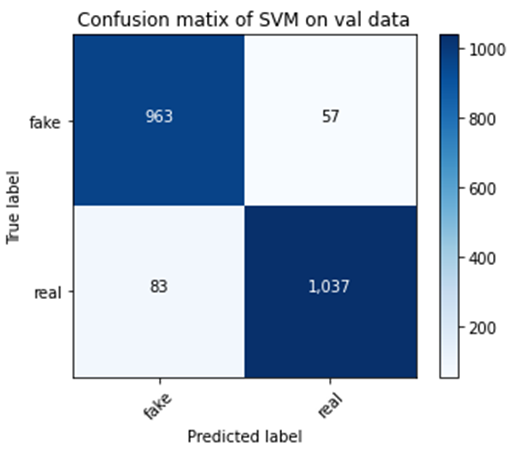 Confusion matix of SVM on val data
True label
fake
963
57
real
83
1,037
fake
real
Predicted label
1000
800
600
400
200